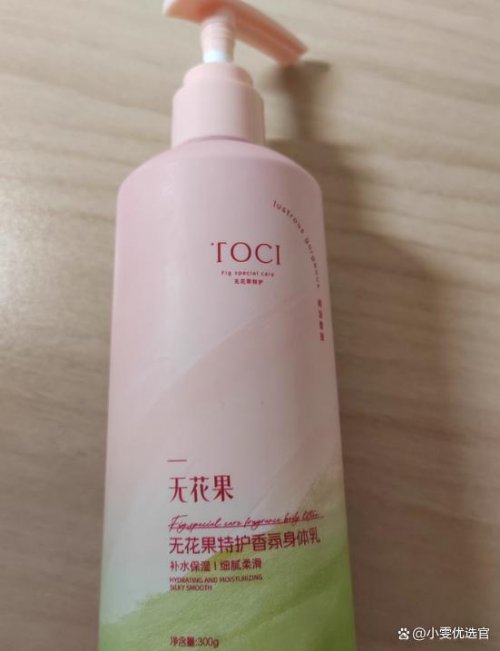 TOCI
Fig special care
无花果特护
无花果
Fig special care fragrance body
无花果特护香氛身体乳
补水保湿 | 细腻柔滑
HYDRATING AND MOISTURIZING
SILKY SMOOTH
净含量:300g
@小雯优选官